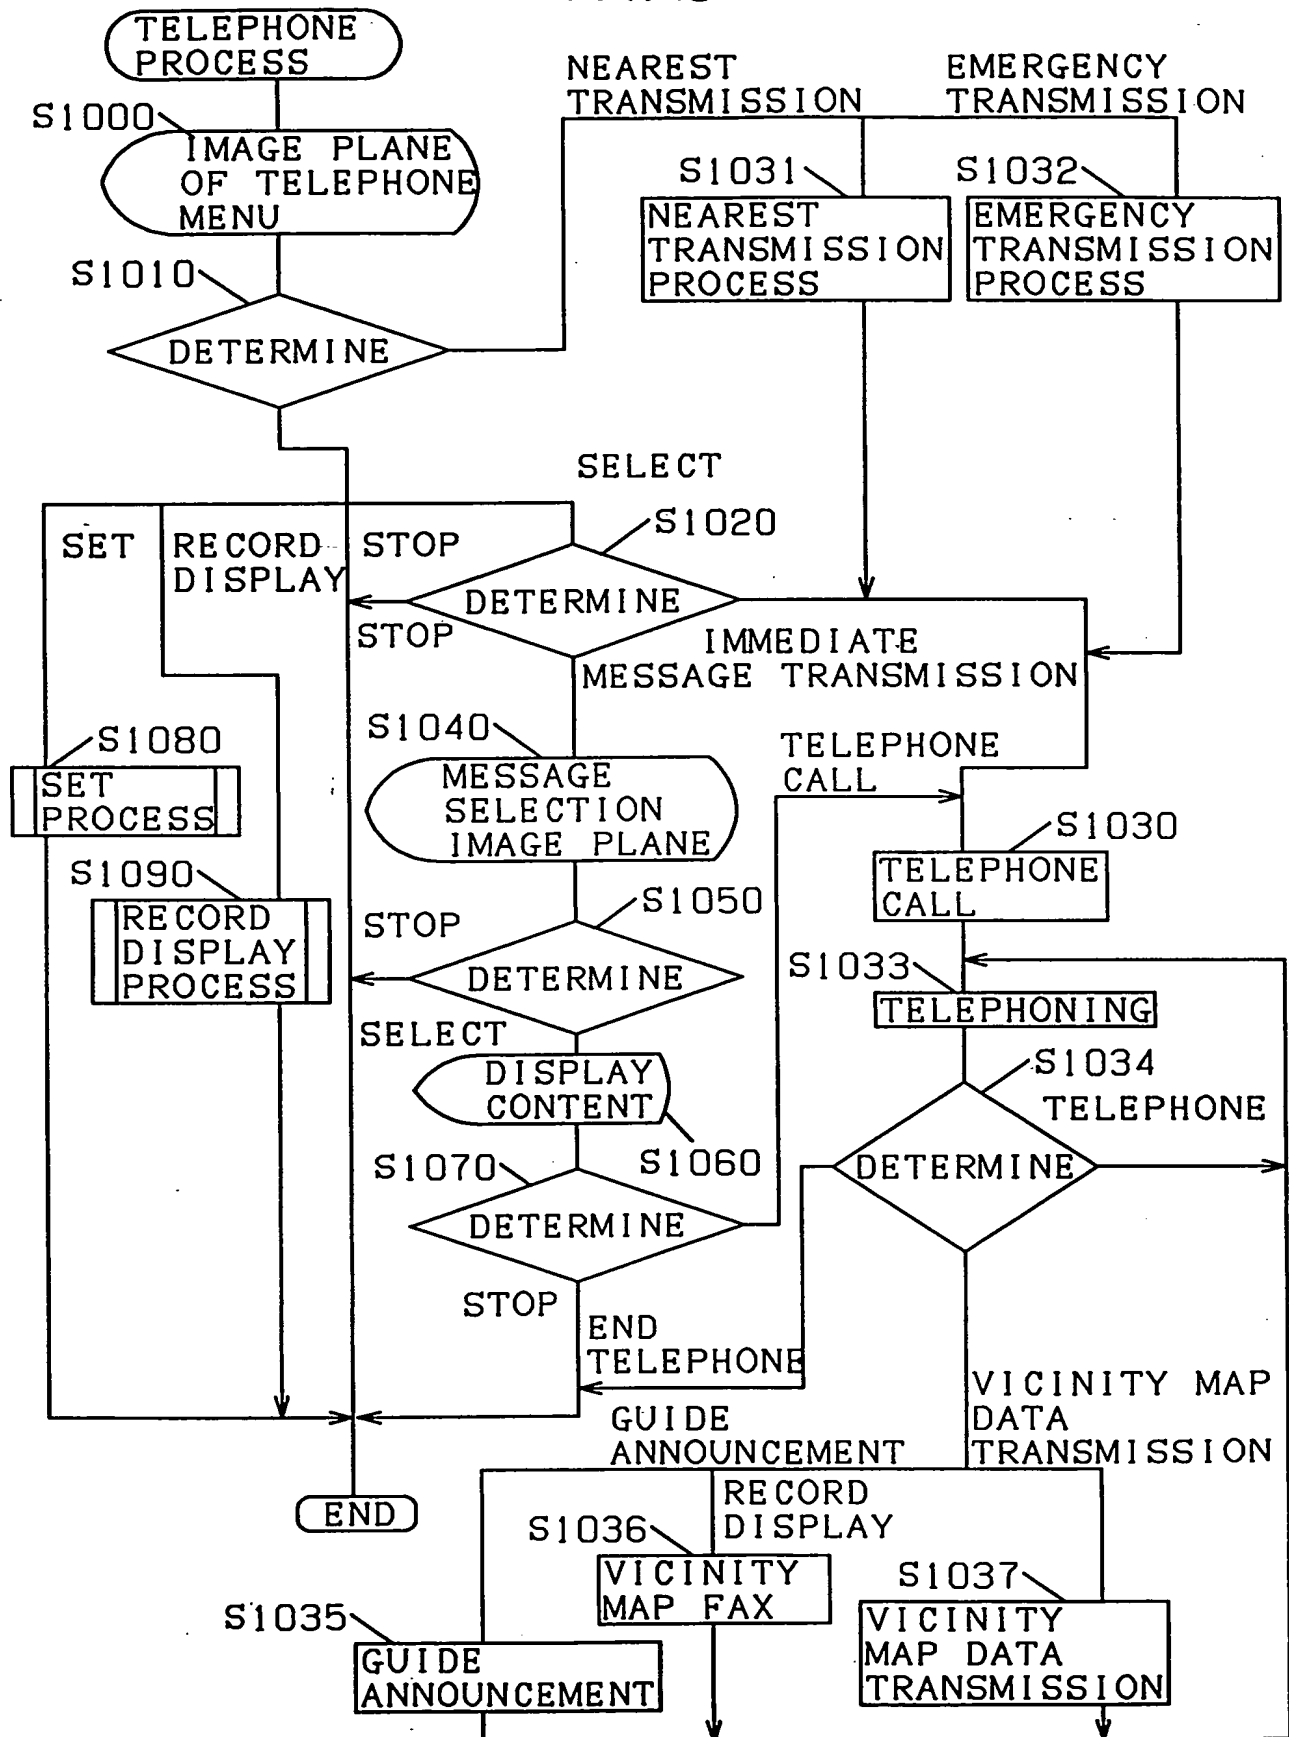 TELEPHONE
PROCESS
NEAREST
TRANSMISSION
EMERGENCY
TRANSMISSION
S1000
IMAGE PLANE
OF TELEPHONE
MENU
S1031
S1032
NEAREST
TRANSMISSION
PROCESS
EMERGENCY
TRANSMISSION
PROCESS
S1010
DETERMINE
SELECT
S1020
SET
RECORD
DISPLAY
STOP
DETERMINE
STOP
IMMEDIATE
MESSAGE TRANSMISSION
S1040
MESSAGE
SELECTION
IMAGE PLANE
TELEPHONE
CALL
S1080
SET
PROCESS
S1030
TELEPHONE
CALL
S1090
RECORD
DISPLAY
PROCESS
S1050
STOP
DETERMINE
S1033
TELEPHONING
SELECT
DISPLAY
CONTENT
S1034
TELEPHONE
DETERMINE
S1060
S1070
DETERMINE
STOP
END
TELEPHONE
VICINITY MAP
DATA
TRANSMISSION
GUIDE
ANNOUNCEMENT
RECORD
DISPLAY
END
S1036
VICINITY
MAP FAX
S1037
VICINITY
MAP DATA
TRANSMISSION
S1035
GUIDE
ANNOUNCEMENT